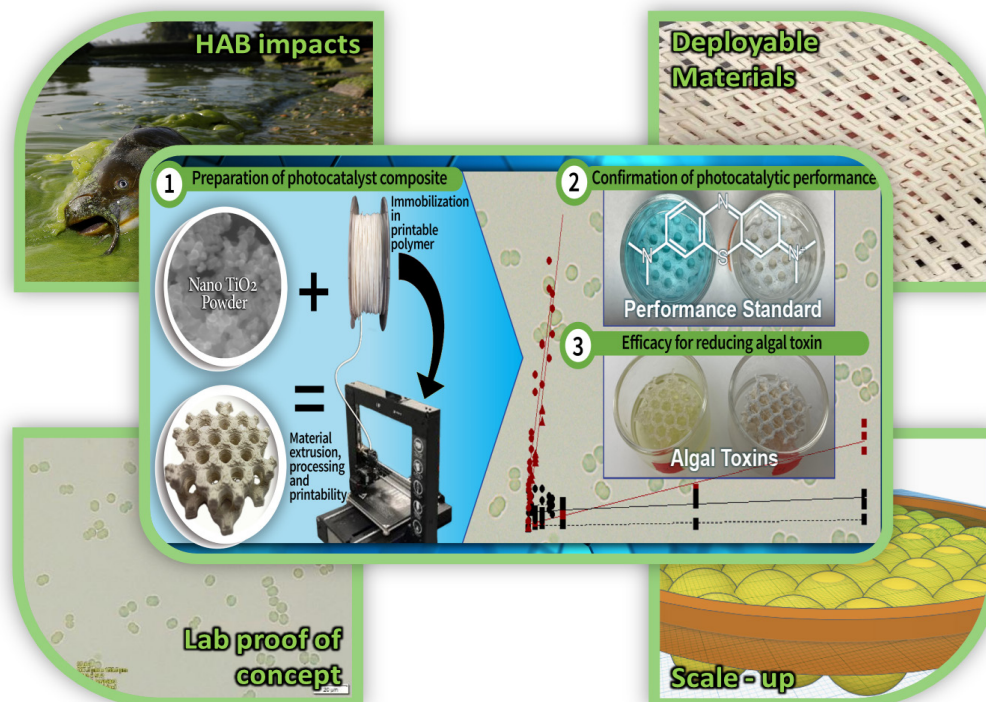 HAB impacts
Deployable
Materials
1
Preparation of photocatalyst composite
Nano TiO2
Powder
+
Immobilization
in
printable
polymer
=
Material
extrusion,
processing
and
printability
2
Confirmation of photocatalytic performance
N
S
N
N+
Performance Standard
3
Efficacy for reducing algal toxin
Algal Toxins
Lab proof of
concept
20 µm
Scale - up